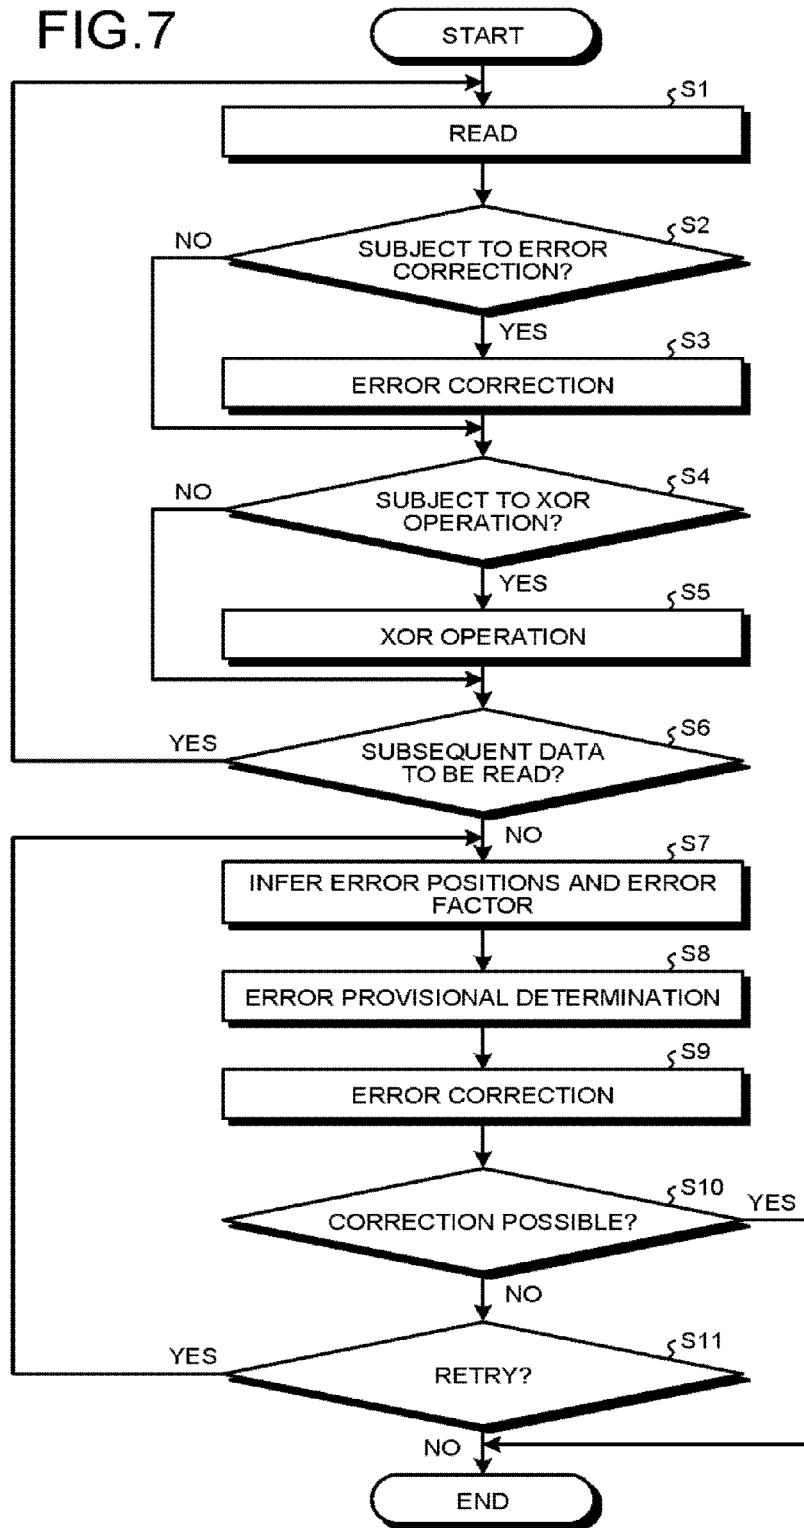 FIG.7
START
S1
READ
S2
NO
SUBJECT TO ERROR
CORRECTION?
YES
S3
ERROR CORRECTION
S4
NO
SUBJECT TO XOR
OPERATION?
YES
S5
XOR OPERATION
S6
YES
SUBSEQUENT DATA
TO BE READ?
NO
S7
INFER ERROR POSITIONS AND ERROR
FACTOR
S8
ERROR PROVISIONAL DETERMINATION
S9
ERROR CORRECTION
S10
YES
CORRECTION POSSIBLE?
NO
S11
YES
RETRY?
NO
END